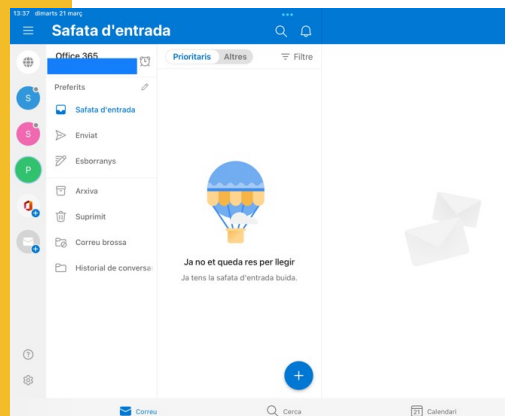 13:37 dimarts 21 març
Safata d'entrada
Office 365
Prioritaris Altres
Filtre
Preferits
S
Safata d'entrada
S
Enviat
P
Esborranys
Arxiva
Suprimit
Correu brossa
Historial de conversa
Ja no et queda res per llegir
Ja tens la safata d'entrada buida.
Correu
Cerca
21 Calendari